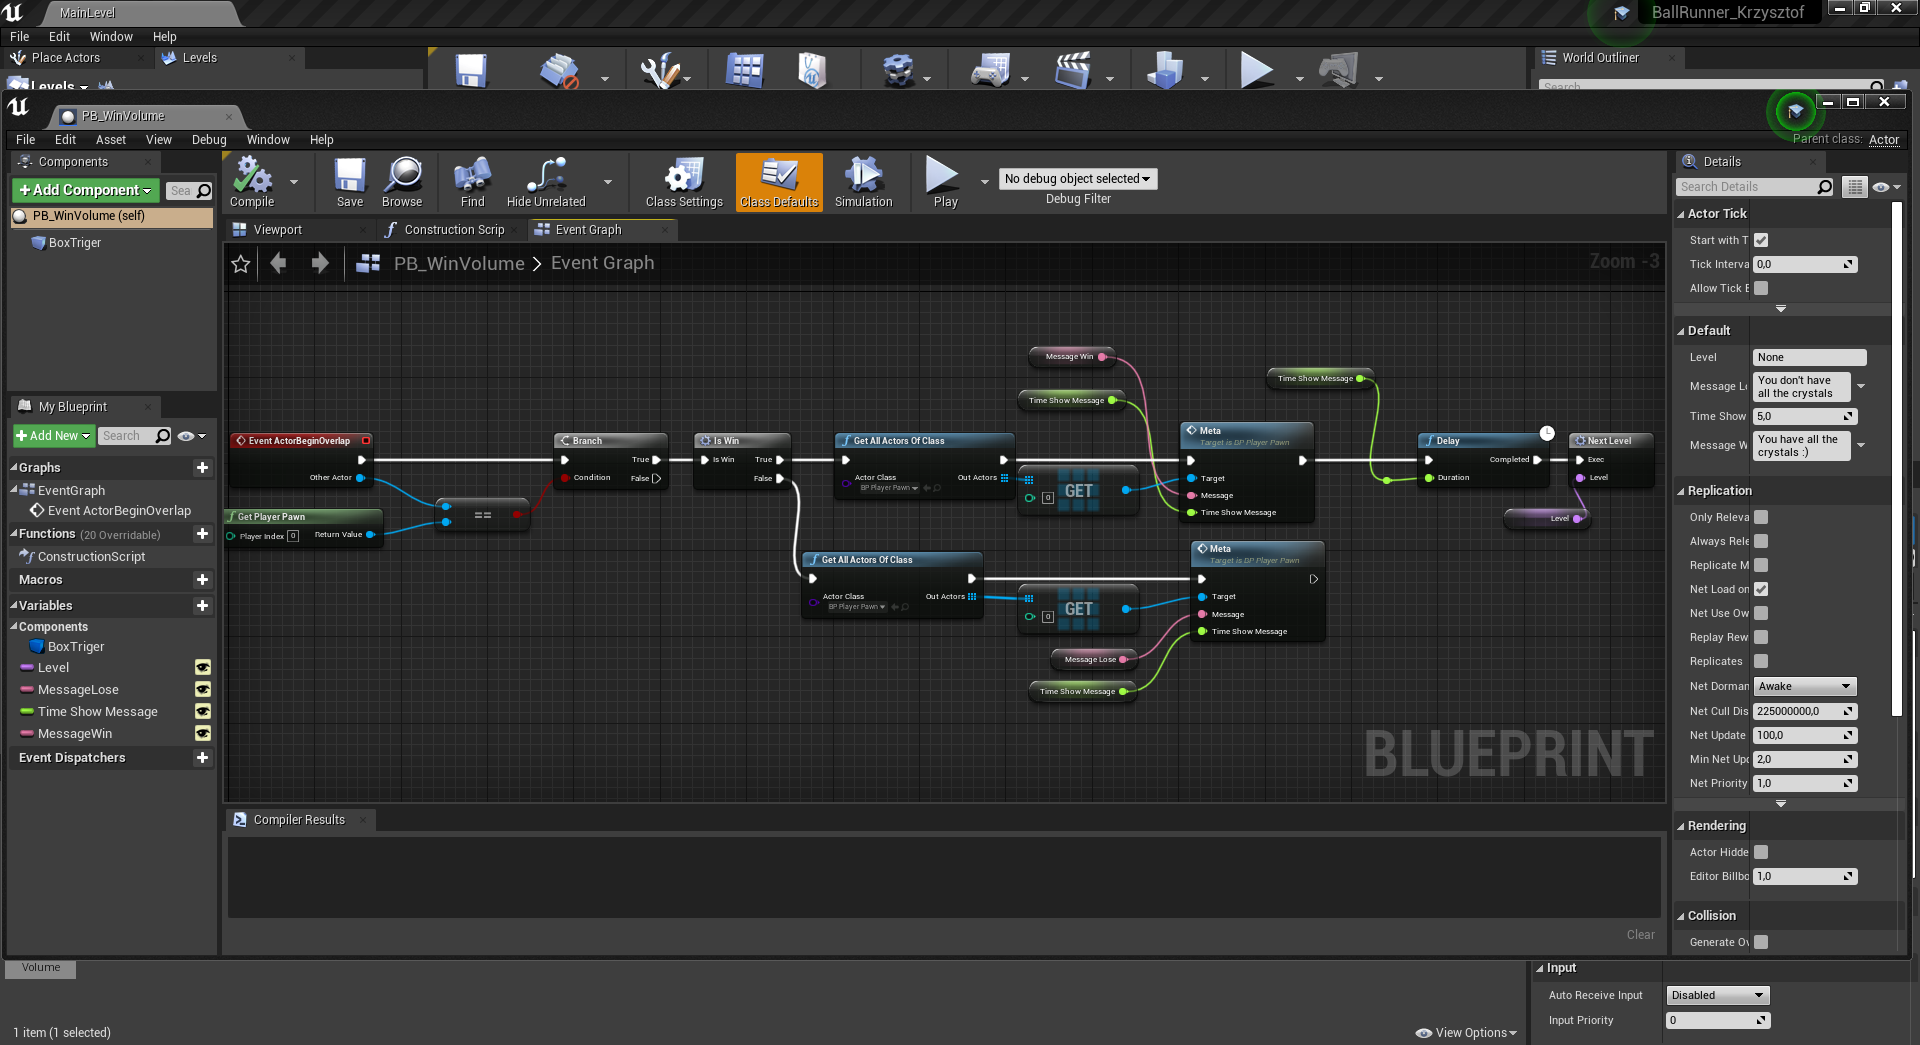 MainLevel
BallRunner_Krzysztof
File Edit Window Help
Place Actors
Levels
World Outliner
Levels
Search
PB_WinVolume
File Edit Asset View Debug Window Help
Parent class: Actor
Components
+Add Component
Sea
PB_WinVolume (self)
BoxTriger
Compile
Save
Browse
Find
Hide Unrelated
Class Settings
Class Defaults
Simulation
Play
No debug object selected
Debug Filter
Viewport
Construction Scrip
Event Graph
PB_WinVolume > Event Graph
Zoom -3
My Blueprint
+Add New
Search
Graphs
EventGraph
Event ActorBeginOverlap
Functions (20 Overridable)
ConstructionScript
Macros
Variables
Components
BoxTriger
Level
MessageLose
Time Show Message
MessageWin
Event Dispatchers
Event ActorBeginOverlap
Other Actor
Get Player Pawn
Player Index 0
Return Value
==
Branch
True
Condition
False
Is Win
Is Win
True
False
Get All Actors Of Class
Actor Class
BP Player Pawn
Out Actors
0
GET
Message Win
Time Show Message
Meta
Target is BP Player Pawn
Target
Message
Time Show Message
Time Show Message
Delay
Completed
Duration
Next Level
Exec
Level
Level
Get All Actors Of Class
Actor Class
BP Player Pawn
Out Actors
0
GET
Message Lose
Time Show Message
Meta
Target is BP Player Pawn
Target
Message
Time Show Message
BLUEPRINT
Compiler Results
Clear
Details
Search Details
Actor Tick
Start with T
Tick Interva 0,0
Allow Tick E
Default
Level None
Message Lo You don't have
all the crystals
Time Show 5,0
Message W You have all the
crystals :)
Replication
Only Releva
Always Rele
Replicate M
Net Load on
Net Use Ow
Replay Rew
Replicates
Net Dorman Awake
Net Cull Dis 225000000,0
Net Update 100,0
Min Net Upd 2,0
Net Priority 1,0
Rendering
Actor Hidde
Editor Billbo 1,0
Collision
Generate Ov
Volume
1 item (1 selected)
View Options
Input
Auto Receive Input Disabled
Input Priority 0